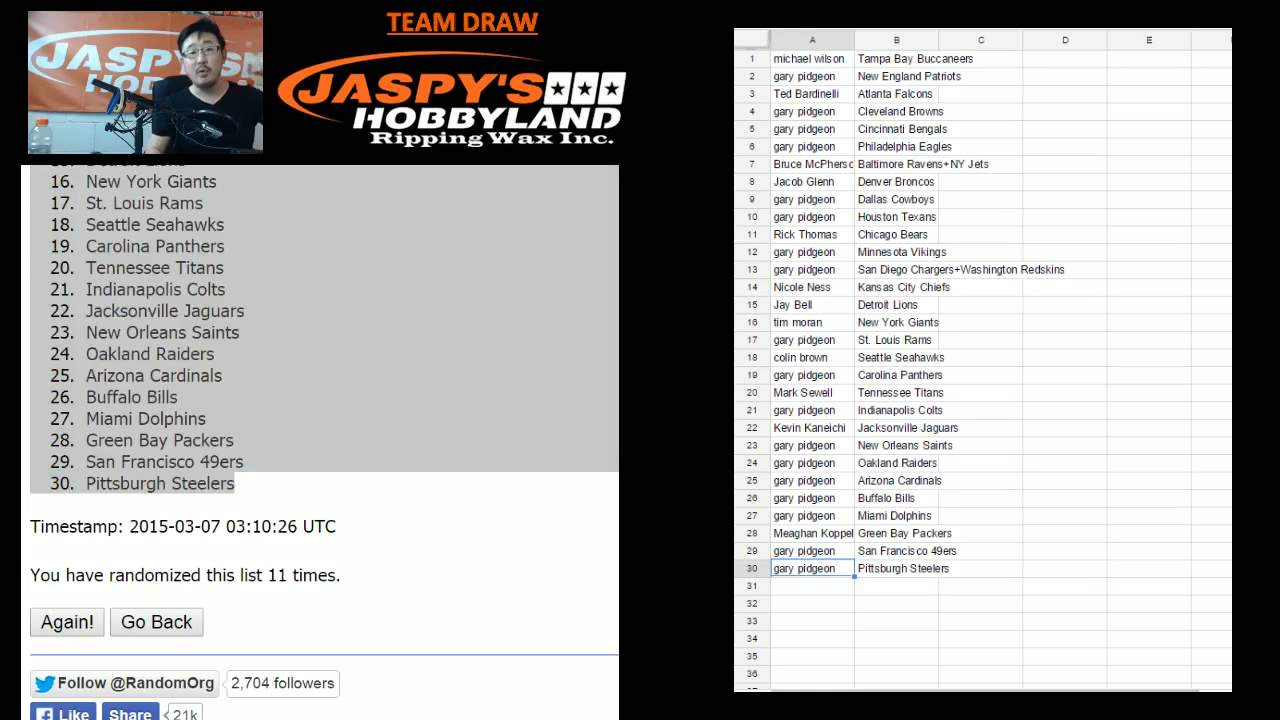 TEAM DRAW
JASPY'S
HOBBYLAND
Ripping Wax Inc.
JASPY'S
16. New York Giants
17. St. Louis Rams
18. Seattle Seahawks
19. Carolina Panthers
20. Tennessee Titans
21. Indianapolis Colts
22. Jacksonville Jaguars
23. New Orleans Saints
24. Oakland Raiders
25. Arizona Cardinals
26. Buffalo Bills
27. Miami Dolphins
28. Green Bay Packers
29. San Francisco 49ers
30. Pittsburgh Steelers
Timestamp: 2015-03-07 03:10:26 UTC
You have randomized this list 11 times.
Again! Go Back
Follow @RandomOrg 2,704 followers
Like Share 21k
A B C D E
1 michael wilson Tampa Bay Buccaneers
2 gary pidgeon New England Patriots
3 Ted Bardinelli Atlanta Falcons
4 gary pidgeon Cleveland Browns
5 gary pidgeon Cincinnati Bengals
6 gary pidgeon Philadelphia Eagles
7 Bruce McPhersc Baltimore Ravens+NY Jets
8 Jacob Glenn Denver Broncos
9 gary pidgeon Dallas Cowboys
10 gary pidgeon Houston Texans
11 Rick Thomas Chicago Bears
12 gary pidgeon Minnesota Vikings
13 gary pidgeon San Diego Chargers+Washington Redskins
14 Nicole Ness Kansas City Chiefs
15 Jay Bell Detroit Lions
16 tim moran New York Giants
17 gary pidgeon St. Louis Rams
18 colin brown Seattle Seahawks
19 gary pidgeon Carolina Panthers
20 Mark Sewell Tennessee Titans
21 gary pidgeon Indianapolis Colts
22 Kevin Kaneichi Jacksonville Jaguars
23 gary pidgeon New Orleans Saints
24 gary pidgeon Oakland Raiders
25 gary pidgeon Arizona Cardinals
26 gary pidgeon Buffalo Bills
27 gary pidgeon Miami Dolphins
28 Meaghan Koppel Green Bay Packers
29 gary pidgeon San Francisco 49ers
30 gary pidgeon Pittsburgh Steelers
31
32
33
34
35
36